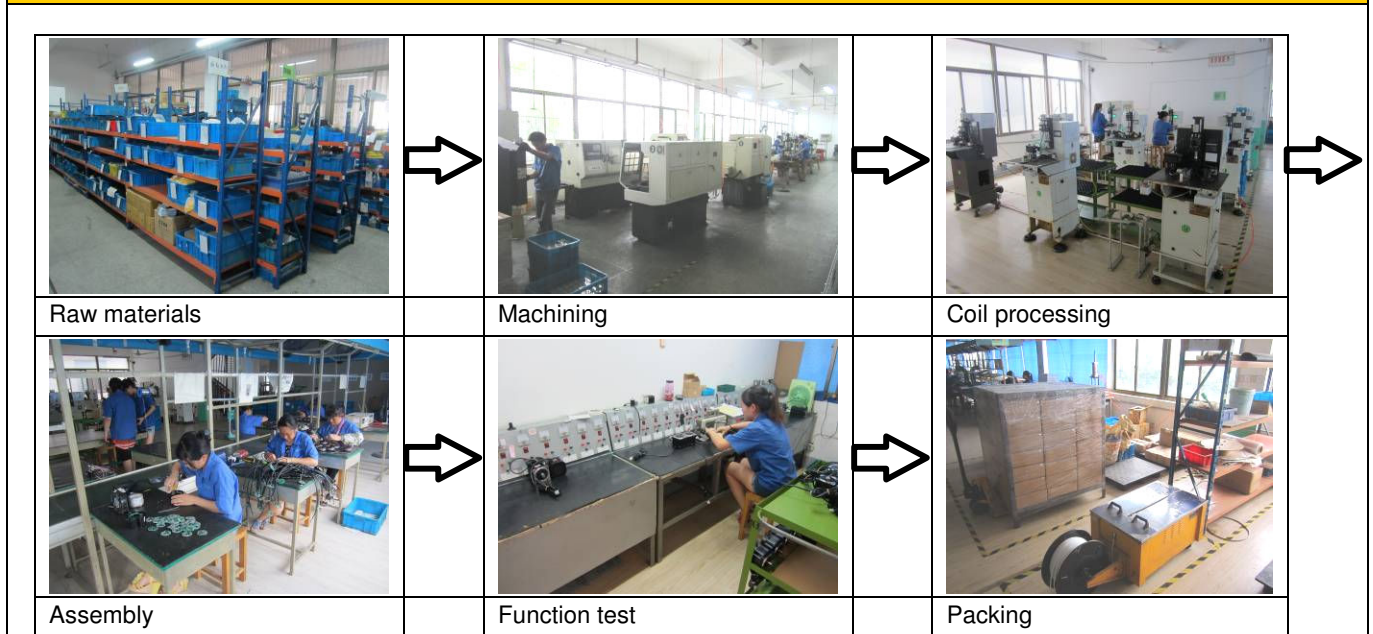 Raw materials
Machining
Coil processing
Assembly
Function test
Packing